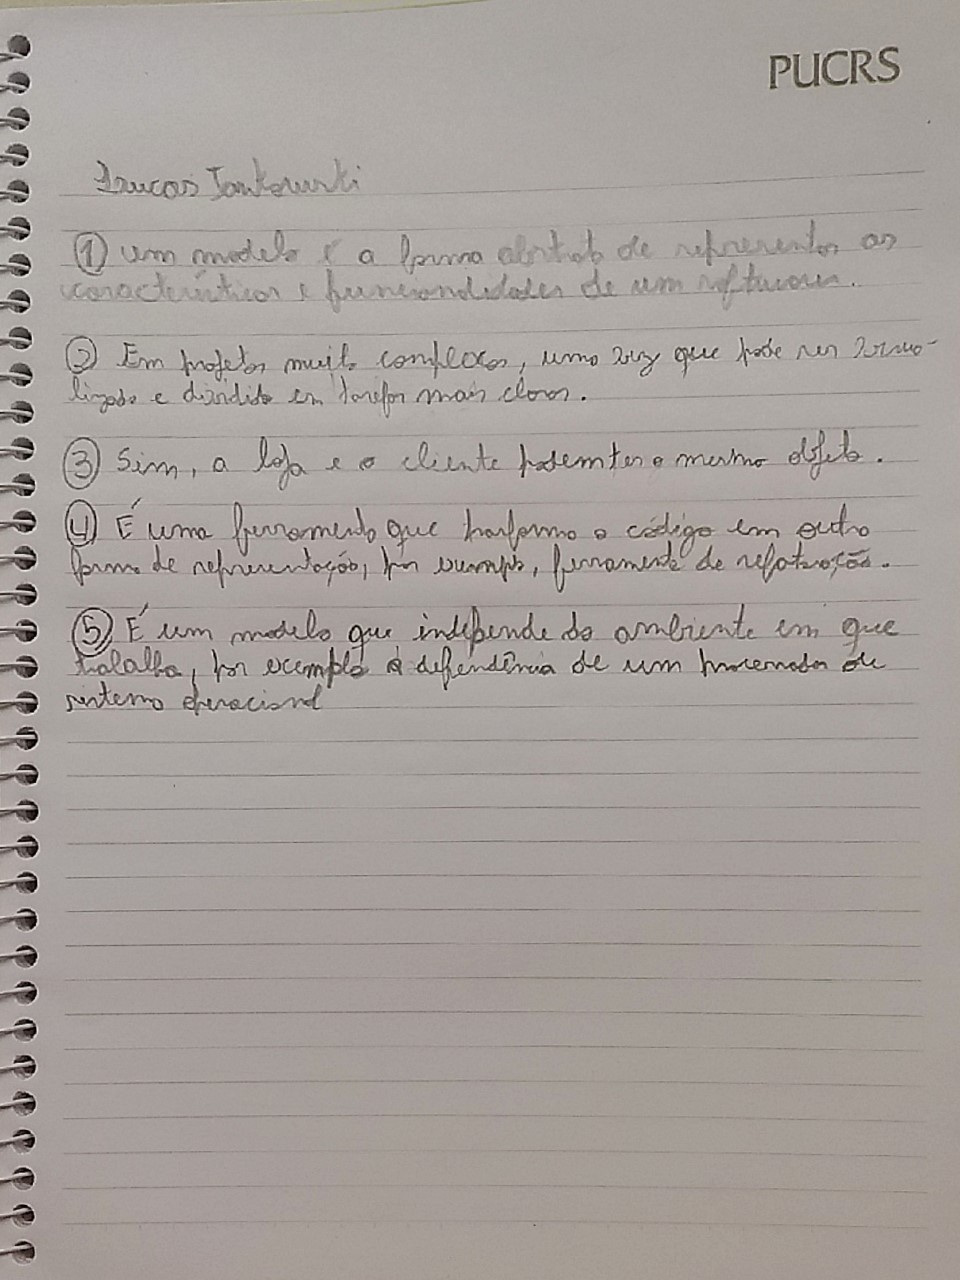 PUCRS
Lucas Jankowski
① um modelo é a forma abstrata de representar as
características e funcionalidades de um software.
② Em projetos muito complexos, uma vez que pode ser visua-
lizado e dividido em tarefas mais claras.
③ Sim, a loja e o cliente podem ter o mesmo objeto.
④ É uma ferramenta que transforma o código em outra
forma de representação, por exemplo, ferramenta de refatoração.
⑤ É um modelo que independe do ambiente em que
trabalha, por exemplo a dependência de um processador ou
sistema operacional